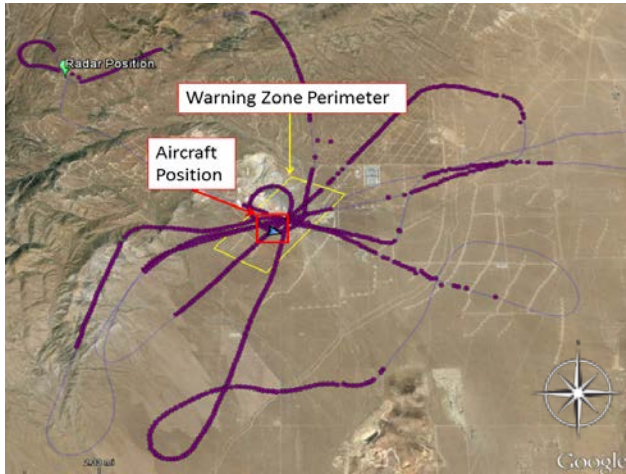 Radar Position
Warning Zone Perimeter
Aircraft
Position
Google